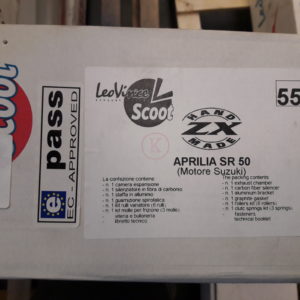 LeoVince
Scoot
HAND
ZX
MADE
55
APRILIA SR 50
(Motore Suzuki)
La confezione contiene:
- n. 1 camera espansione
- n. 1 silenziatore in fibra di carbonio
- n. 1 staffa in alluminio
- n. 1 guarnizione spirotalica
- n. 1 kit rulli variatore (6 rulli)
- n. 1 kit molle per frizione (3 molle)
viteria e bulloneria
libretto tecnico
The packing contents:
- n. 1 exhaust chamber
- n. 1 carbon fiber silencer
- n. 1 aluminium bracket
- n. 1 graphite gasket
- n. 1 rollers kit (6 rollers)
- n. 1 clutch springs kit (3 springs)
fasteners
technical booklet
e
pass
EC - APPROVED
Scoot
K